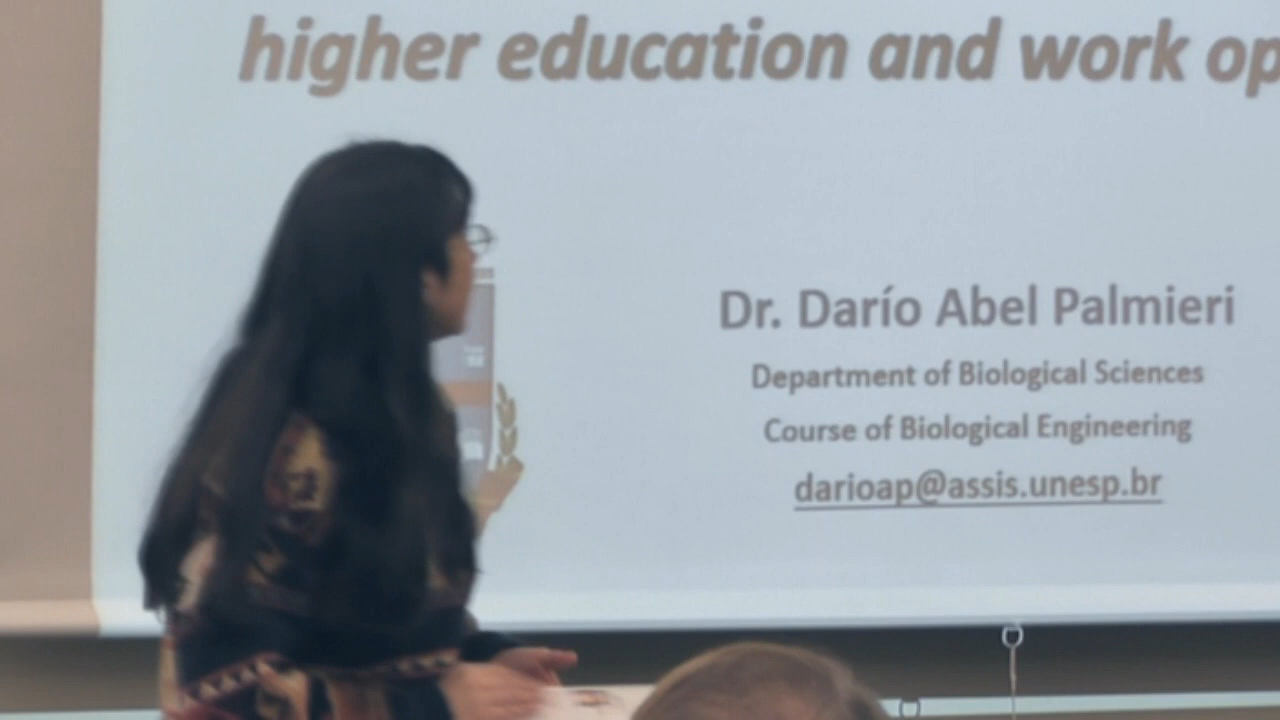 higher education and work op
Dr. Darío Abel Palmieri
Department of Biological Sciences
Course of Biological Engineering
darioap@assis.unesp.br